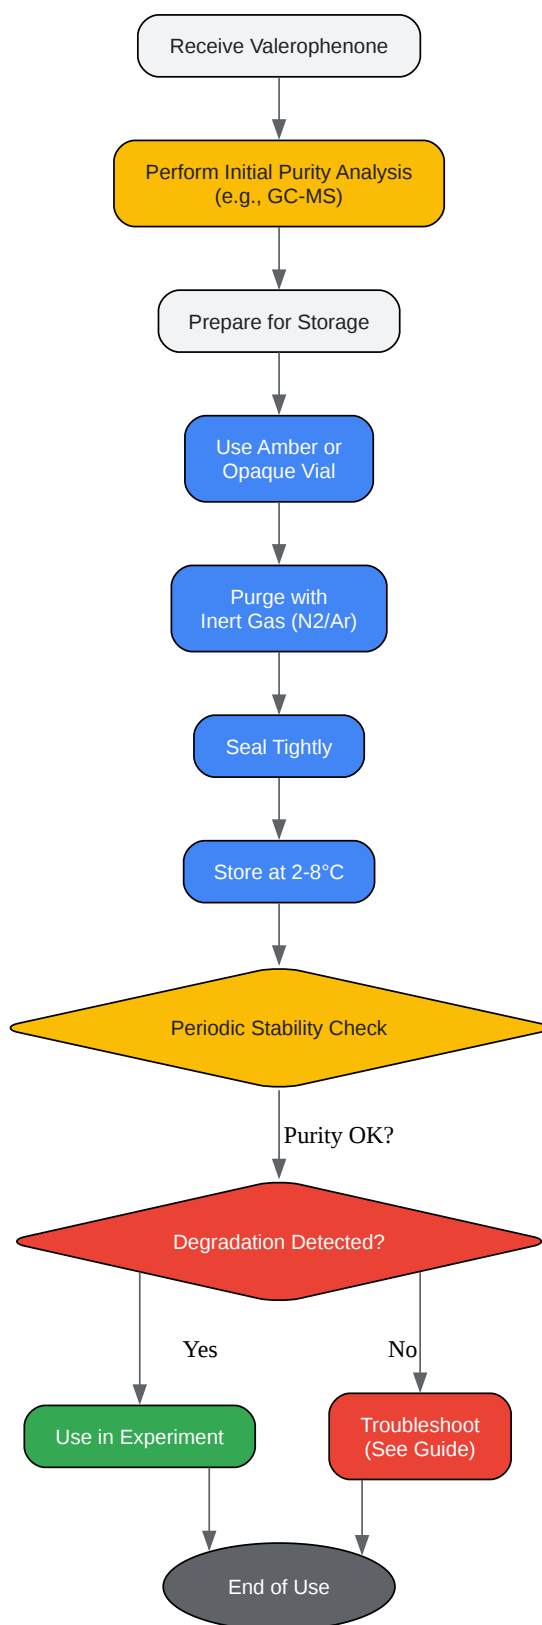 Receive Valerophenone
Perform Initial Purity Analysis
(e.g., GC-MS)
Prepare for Storage
Use Amber or
Opaque Vial
Purge with
Inert Gas (N2/Ar)
Seal Tightly
Store at 2-8°C
Periodic Stability Check
Purity OK?
Degradation Detected?
Yes
No
Use in Experiment
Troubleshoot
(See Guide)
End of Use